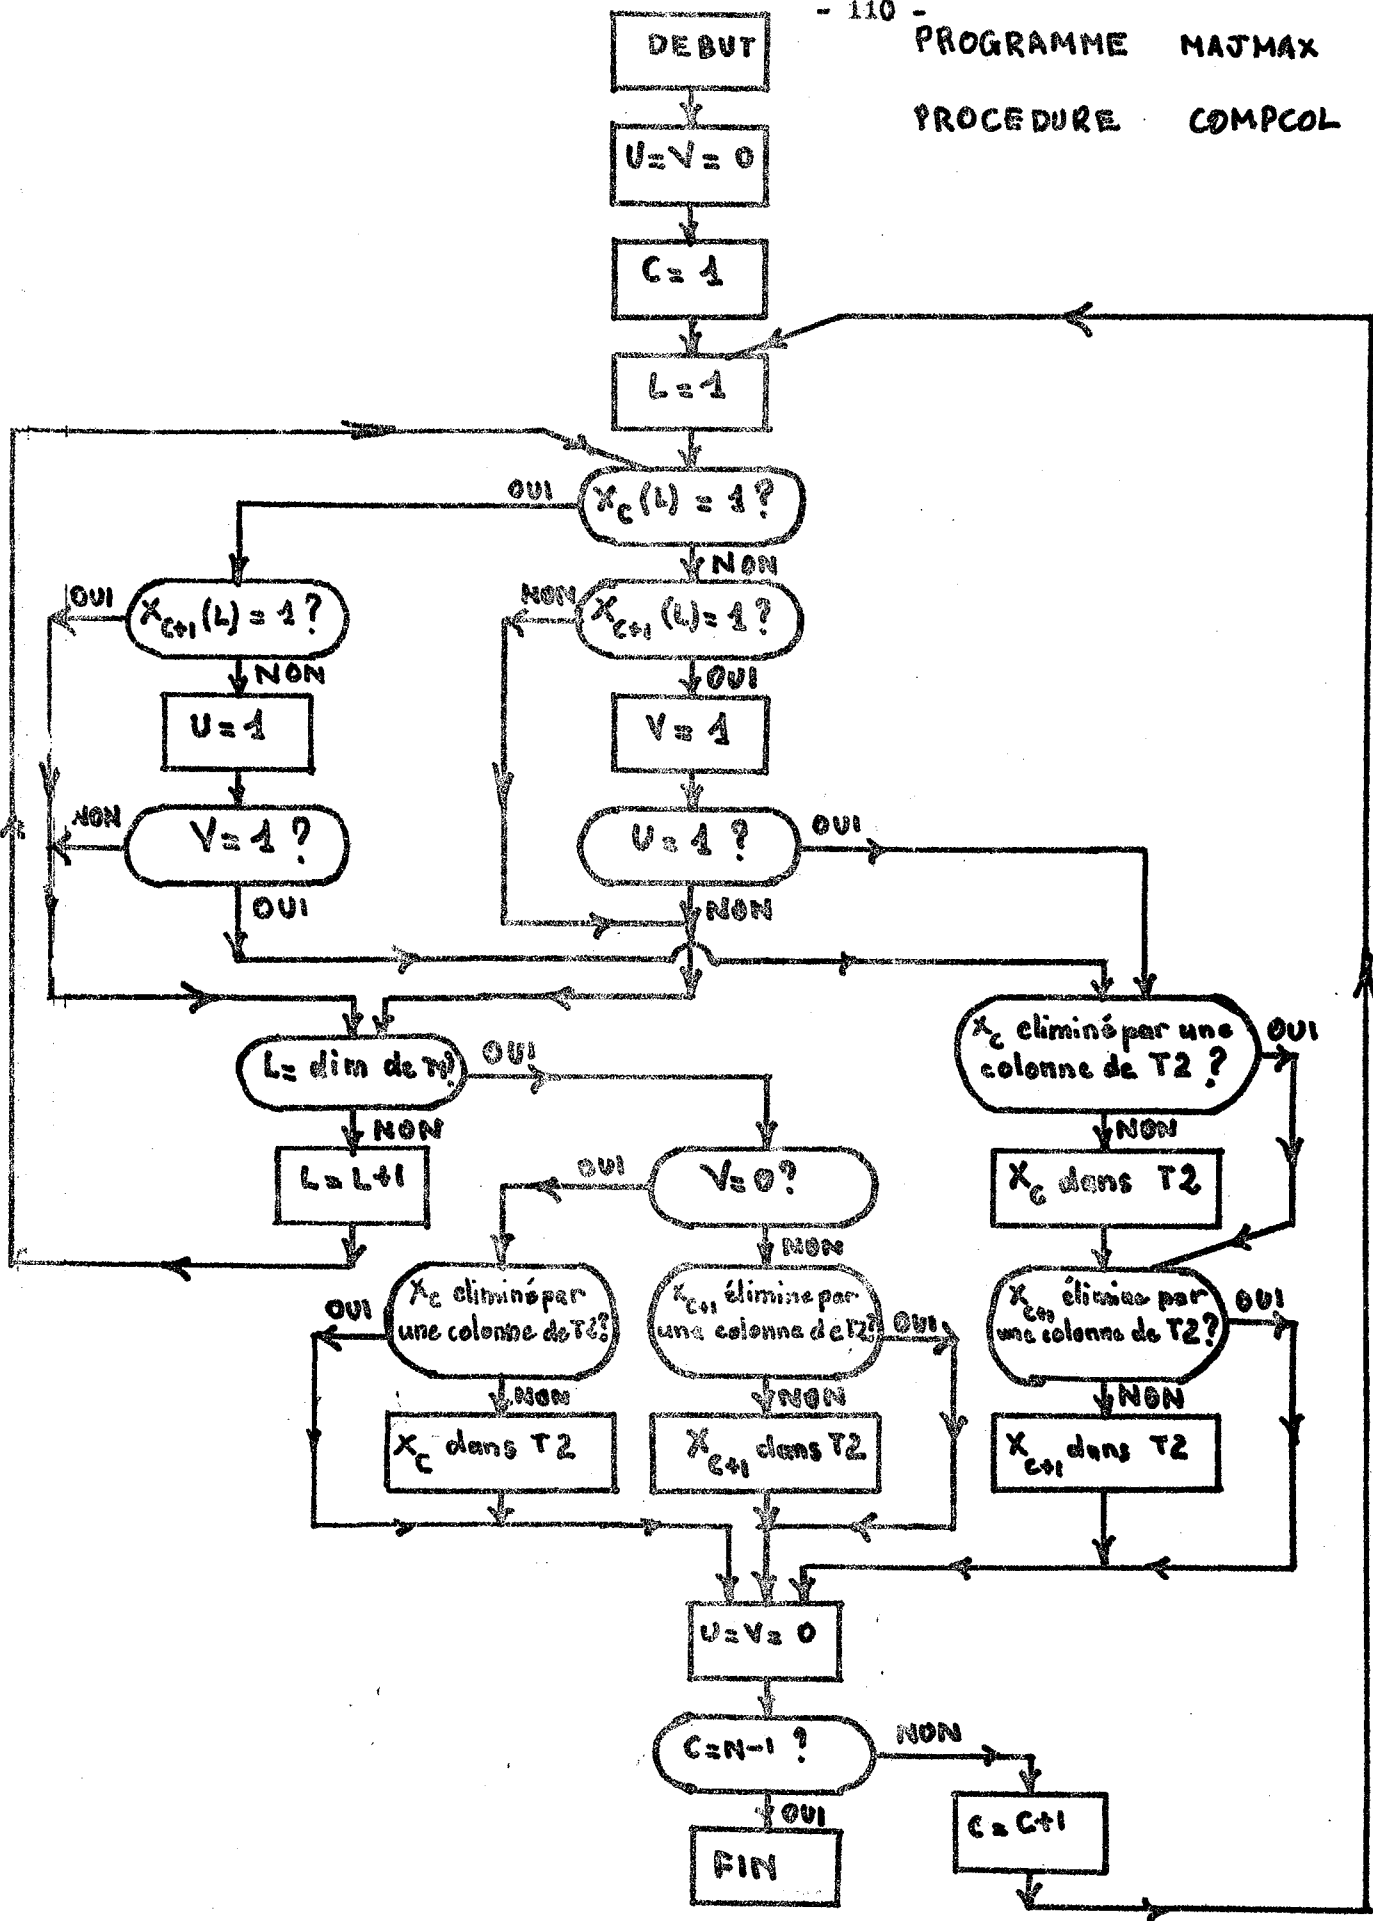 - 110 -
PROGRAMME MAJMAX
PROCEDURE COMPCOL
DEBUT
U=V=0
C=1
L=1
X_C(L)=1?
OUI
NON
X_C+1(L)=1?
OUI
NON
X_C+1(L)=1?
NON
OUI
U=1
V=1
V=1?
NON
OUI
U=1?
OUI
NON
L= dim de M?
OUI
NON
X_C eliminé par une
colonne de T2?
OUI
NON
L=L+1
V=0?
OUI
NON
X_C dans T2
X_C eliminé par
une colonne de T2?
OUI
NON
X_C+1 élimine par
una colonne de T2?
OUI
NON
X_C+1 éliminé par
une colonne de T2?
OUI
NON
X_C dans T2
X_C+1 dans T2
X_C+1 dans T2
U=V=0
C=N-1?
NON
OUI
C=C+1
FIN